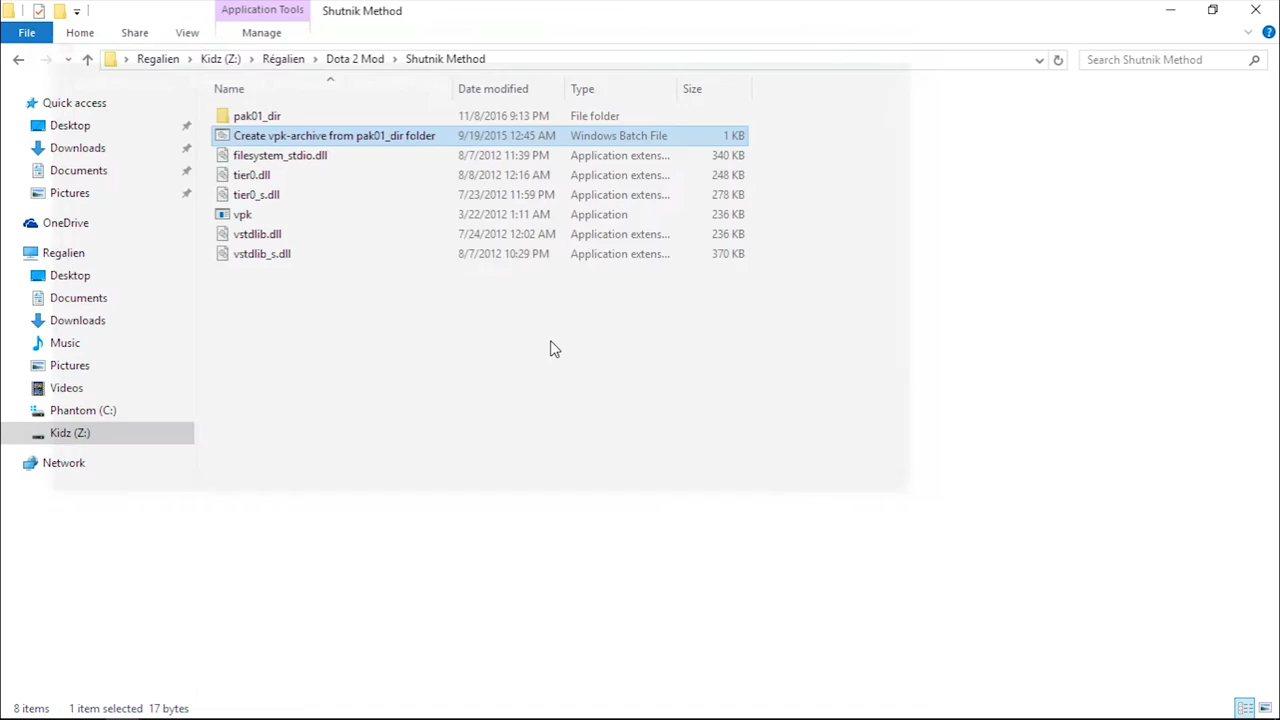 Application Tools
Shutnik Method
File
Home
Share
View
Manage
Regalien
Kidz (Z:)
Régalien
Dota 2 Mod
Shutnik Method
Search Shutnik Method
Name
Date modified
Type
Size
Quick access
Desktop
Downloads
Documents
Pictures
OneDrive
Regalien
Desktop
Documents
Downloads
Music
Pictures
Videos
Phantom (C:)
Kidz (Z:)
Network
pak01_dir 11/8/2016 9:13 PM File folder
Create vpk-archive from pak01_dir folder 9/19/2015 12:45 AM Windows Batch File 1 KB
filesystem_stdio.dll 8/7/2012 11:39 PM Application extens... 340 KB
tier0.dll 8/8/2012 12:16 AM Application extens... 248 KB
tier0_s.dll 7/23/2012 11:59 PM Application extens... 278 KB
vpk 3/22/2012 1:11 AM Application 236 KB
vstdlib.dll 7/24/2012 12:02 AM Application extens... 236 KB
vstdlib_s.dll 8/7/2012 10:29 PM Application extens... 370 KB
8 items 1 item selected 17 bytes